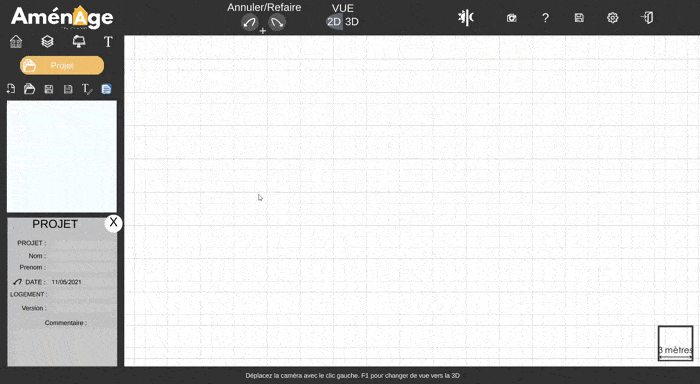 AménAge
Annuler/Refaire
+
VUE
2D 3D
?
T
Projet
T
PROJET
X
PROJET :
Nom :
Prenom :
DATE : 11/05/2021
LOGEMENT :
Version :
Commentaire :
3 mètres
Déplacez la caméra avec le clic gauche. F1 pour changer de vue vers la 3D